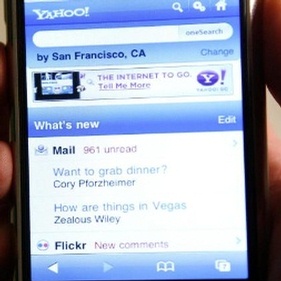 YAHOO!
oneSearch
by San Francisco, CA Change
THE INTERNET TO GO.
Tell Me More
Y!
What's new Edit
Mail 961 unread
Want to grab dinner?
Cory Pforzheimer
How are things in Vegas
Zealous Wiley
Flickr New comments